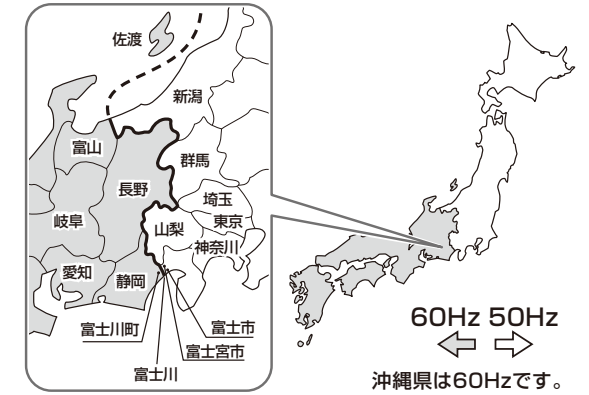 佐渡
新潟
富山
群馬
長野
埼玉
東京
岐阜
山梨
神奈川
愛知
静岡
富士川町
富士市
富士宮市
富士川
60Hz 50Hz
沖縄県は60Hzです。